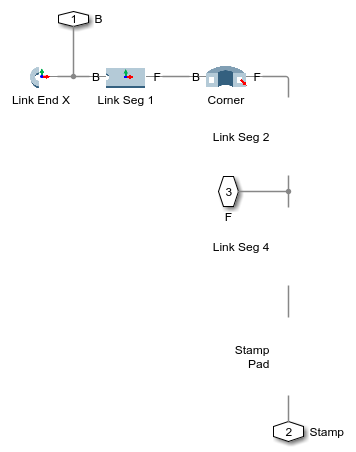 1 B
B F B F
Link End X Link Seg 1 Corner
Link Seg 2
3
F
Link Seg 4
Stamp
Pad
2 Stamp